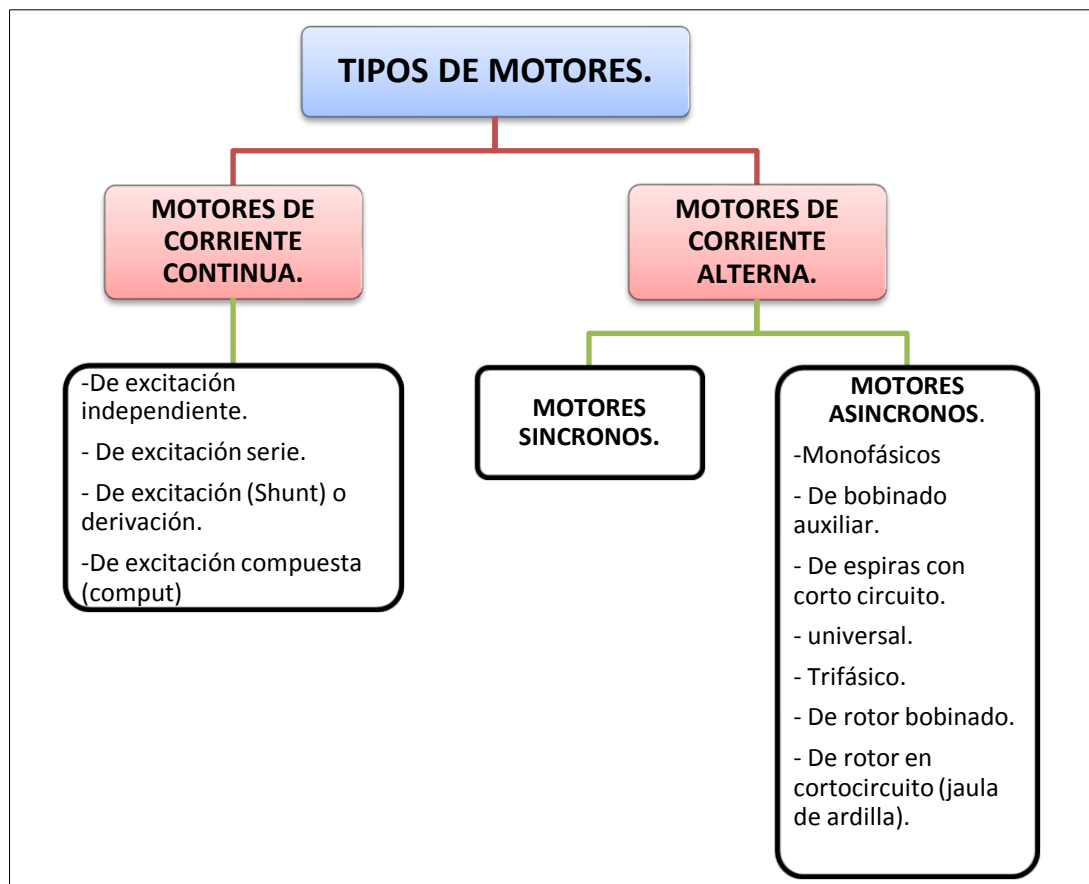 TIPOS DE MOTORES.
MOTORES DE
CORRIENTE
CONTINUA.
MOTORES DE
CORRIENTE
ALTERNA.
-De excitación
independiente.
- De excitación serie.
- De excitación (Shunt) o
derivación.
-De excitación compuesta
(comput)
MOTORES
SINCRONOS.
MOTORES
ASINCRONOS.
-Monofásicos
- De bobinado
auxiliar.
- De espiras con
corto circuito.
- universal.
- Trifásico.
- De rotor bobinado.
- De rotor en
cortocircuito (jaula
de ardilla).